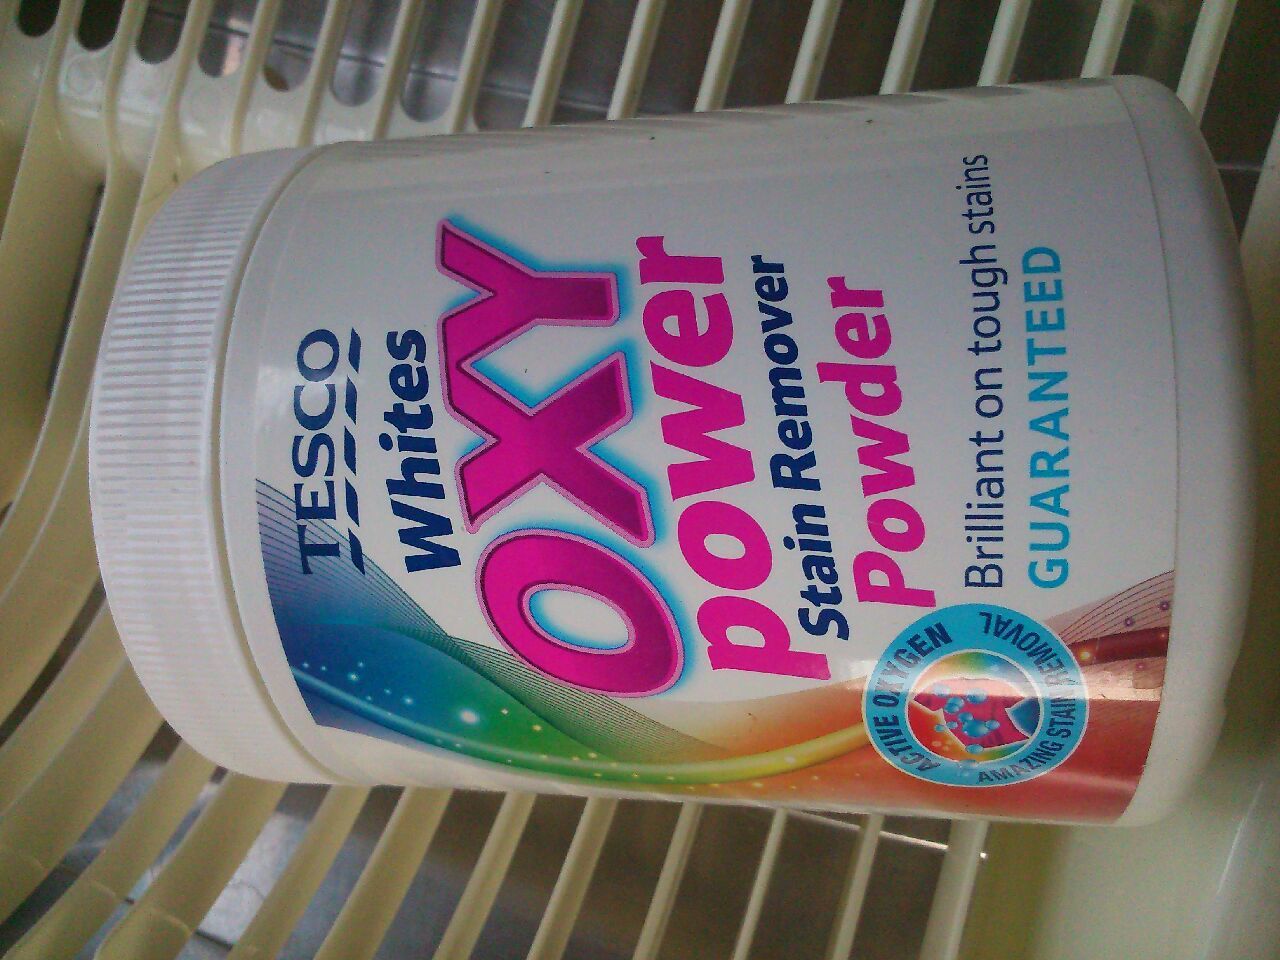 TESCO
Whites
OXY
power
Stain Remover
Powder
Brilliant on tough stains
GUARANTEED
ACTIVE OXYGEN
AMAZING STAIN REMOVAL